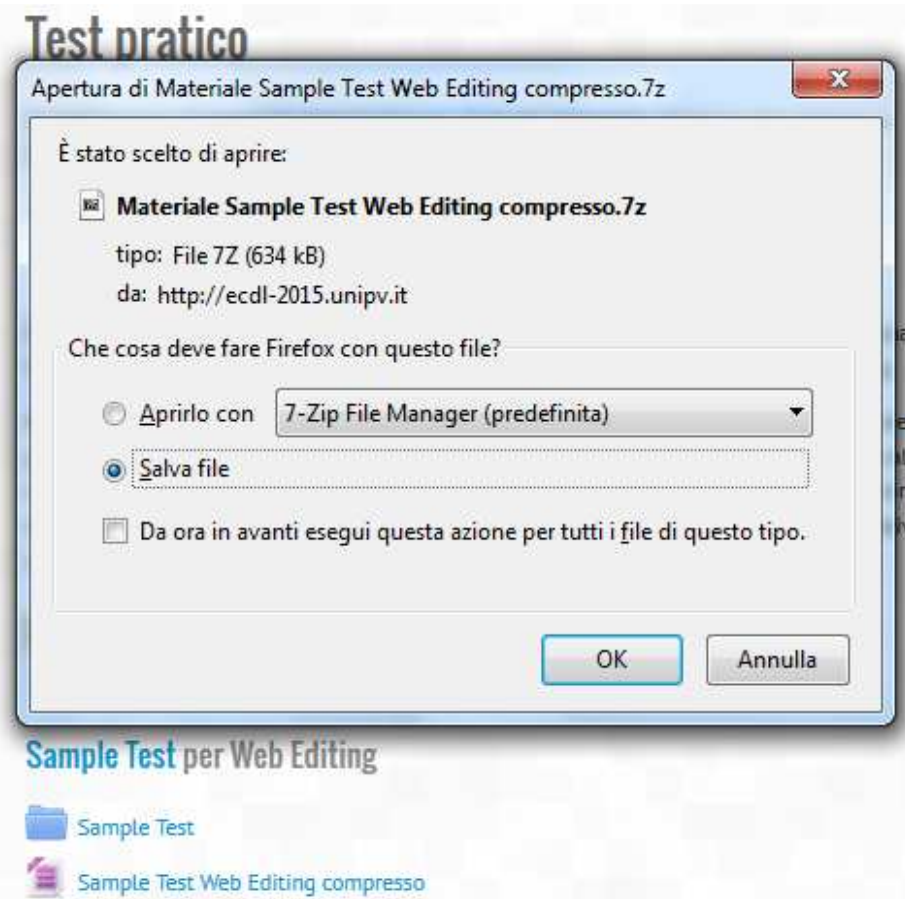 Test pratico
Apertura di Materiale Sample Test Web Editing compresso.7z
È stato scelto di aprire:
Materiale Sample Test Web Editing compresso.7z
tipo: File 7Z (634 kB)
da: http://ecdl-2015.unipv.it
Che cosa deve fare Firefox con questo file?
Aprirlo con 7-Zip File Manager (predefinita)
Salva file
Da ora in avanti esegui questa azione per tutti i file di questo tipo.
OK Annulla
Sample Test per Web Editing
Sample Test
Sample Test Web Editing compresso